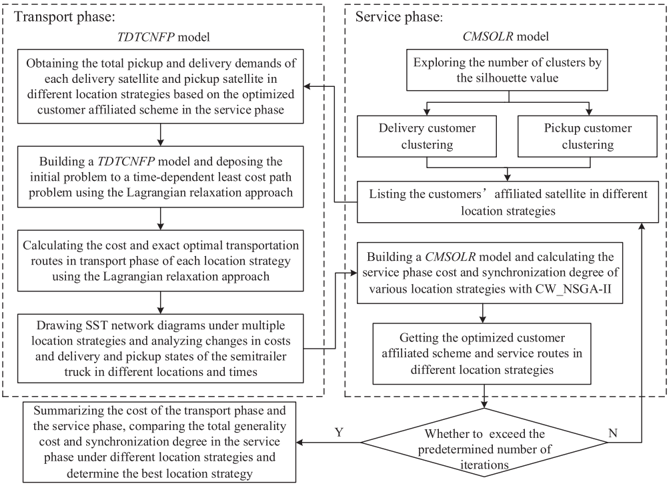 Transport phase:
TDTCNFP model
Obtaining the total pickup and delivery demands of
each delivery satellite and pickup satellite in
different location strategies based on the optimized
customer affiliated scheme in the service phase
Building a TDTCNFP model and deposing the
initial problem to a time-dependent least cost path
problem using the Lagrangian relaxation approach
Calculating the cost and exact optimal transportation
routes in transport phase of each location strategy
using the Lagrangian relaxation approach
Drawing SST network diagrams under multiple
location strategies and analyzing changes in costs
and delivery and pickup states of the semitrailer
truck in different locations and times
Service phase:
CMSOLR model
Exploring the number of clusters by
the silhouette value
Delivery customer
clustering
Pickup customer
clustering
Listing the customers’ affiliated satellite in different
location strategies
Building a CMSOLR model and calculating the
service phase cost and synchronization degree of
various location strategies with CW_NSGA-II
Getting the optimized customer
affiliated scheme and service routes in
different location strategies
Whether to exceed the
predetermined number of
iterations
Y
N
Summarizing the cost of the transport phase and
the service phase, comparing the total generality
cost and synchronization degree in the service
phase under different location strategies and
determine the best location strategy